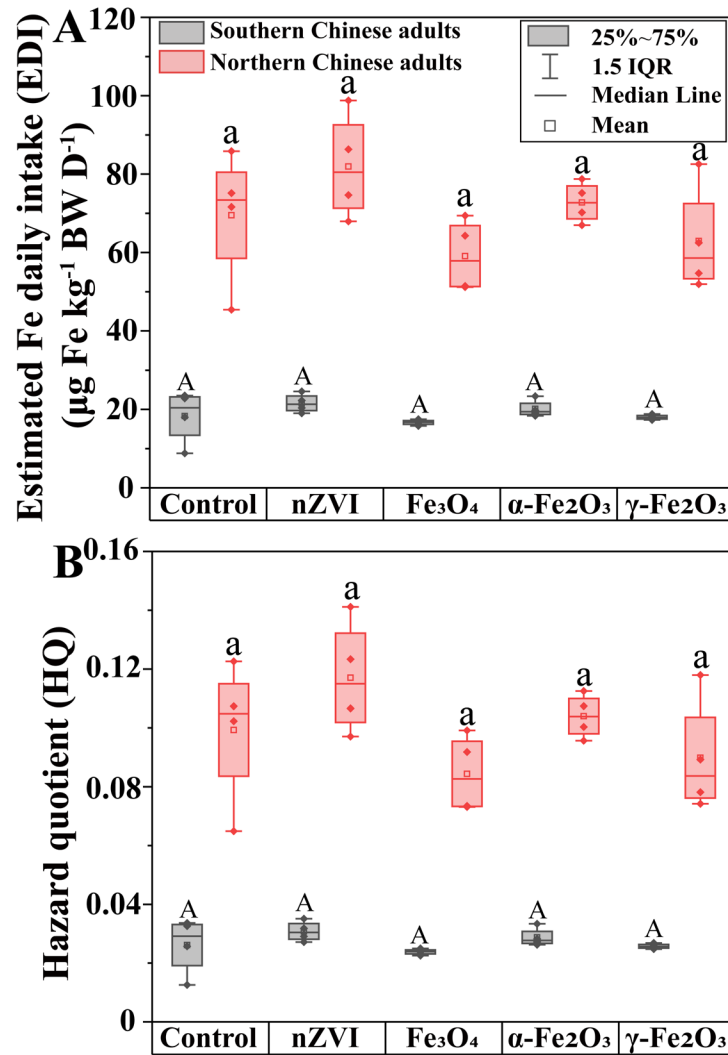 A
Southern Chinese adults
Northern Chinese adults
25%~75%
1.5 IQR
Median Line
Mean
Estimated Fe daily intake (EDI)
(µg Fe kg⁻¹ BW D⁻¹)
120
100
80
60
40
20
0
a
a
a
a
a
A
A
A
A
A
Control
nZVI
Fe₃O₄
α-Fe2O₃
γ-Fe2O₃
B
Hazard quotient (HQ)
0.16
0.12
0.08
0.04
0
a
a
a
a
a
A
A
A
A
A
Control
nZVI
Fe₃O₄
α-Fe2O₃
γ-Fe2O₃